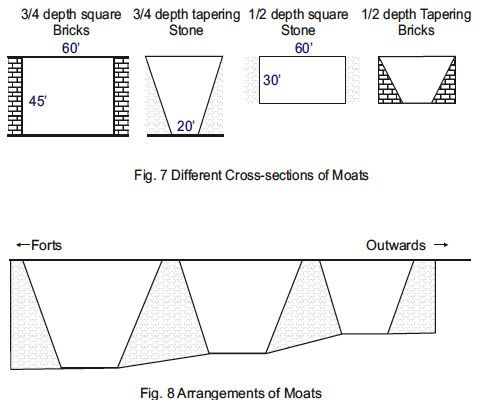 3/4 depth square
Bricks
3/4 depth tapering
Stone
1/2 depth square
Stone
1/2 depth Tapering
Bricks
60'
60'
45'
30'
20'
Fig. 7 Different Cross-sections of Moats
←Forts
Outwards →
Fig. 8 Arrangements of Moats